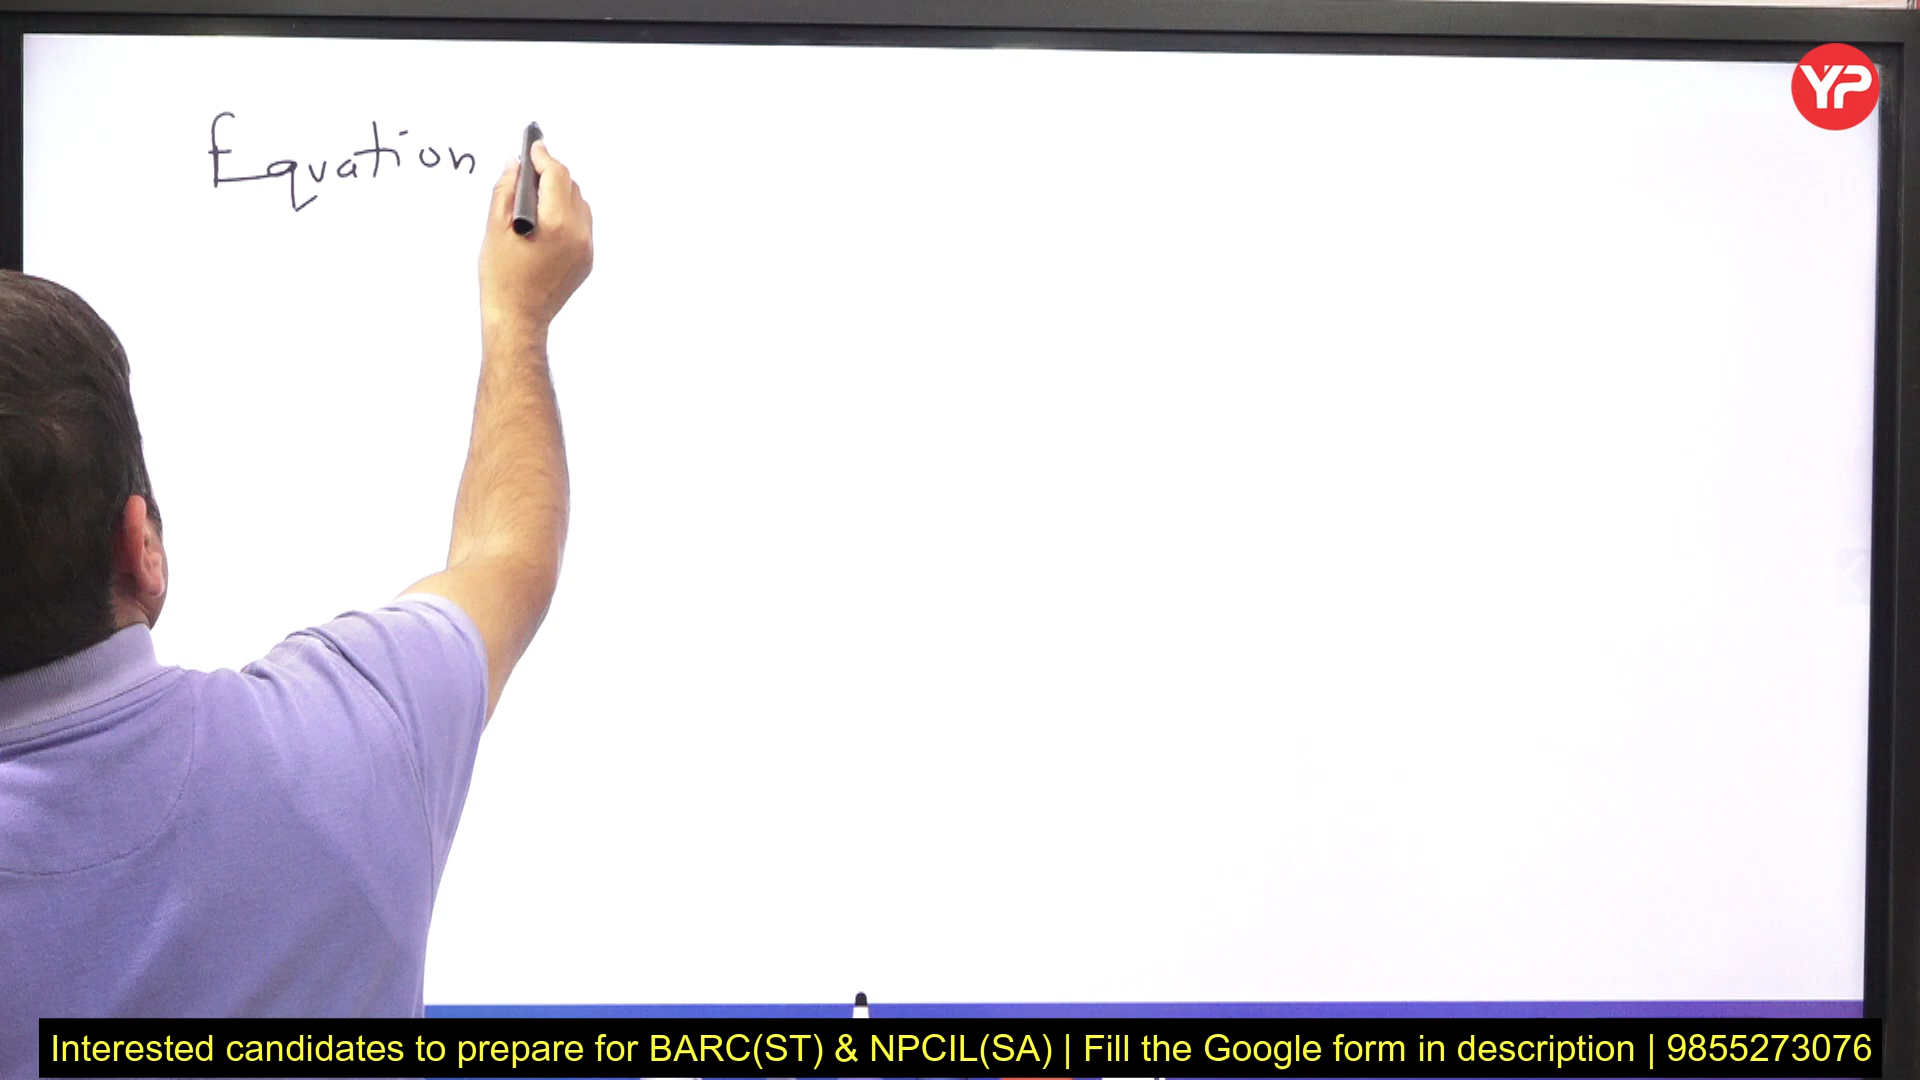 YP
Equation
Interested candidates to prepare for BARC(ST) & NPCIL(SA) | Fill the Google form in description | 9855273076